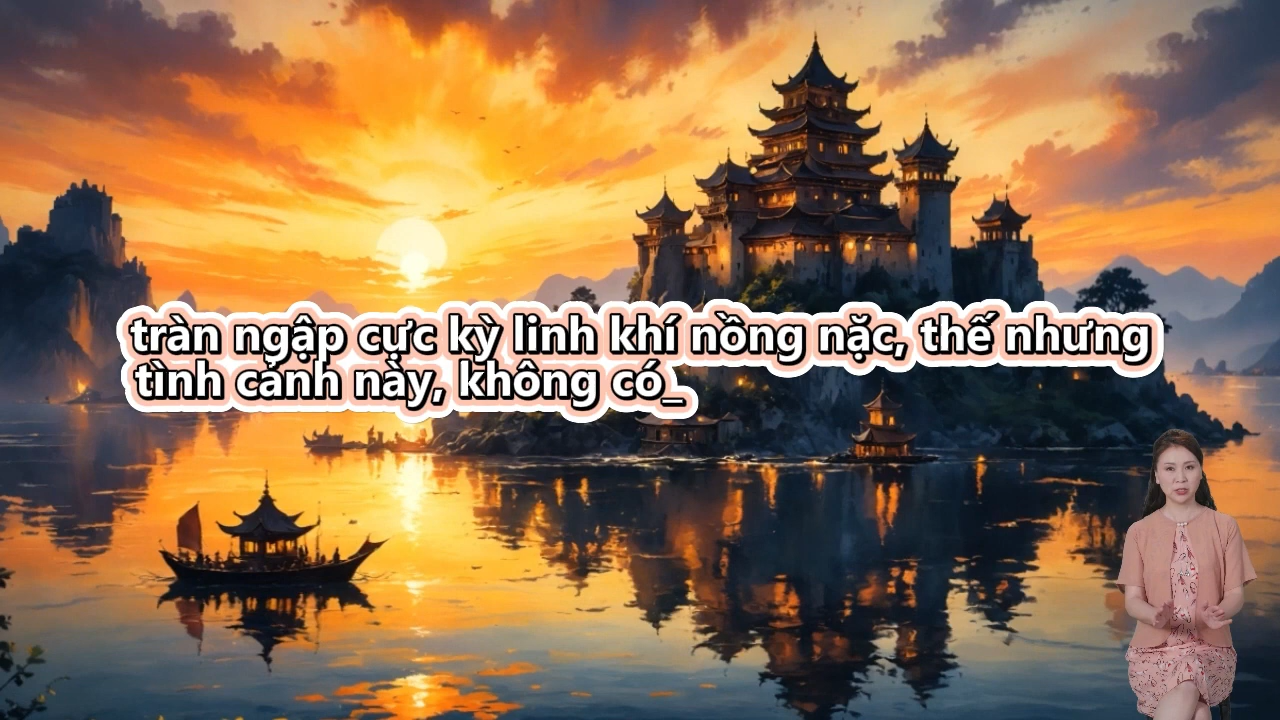 tràn ngập cực kỳ linh khí nồng nặc, thế nhưng
tình cảnh này, không có_